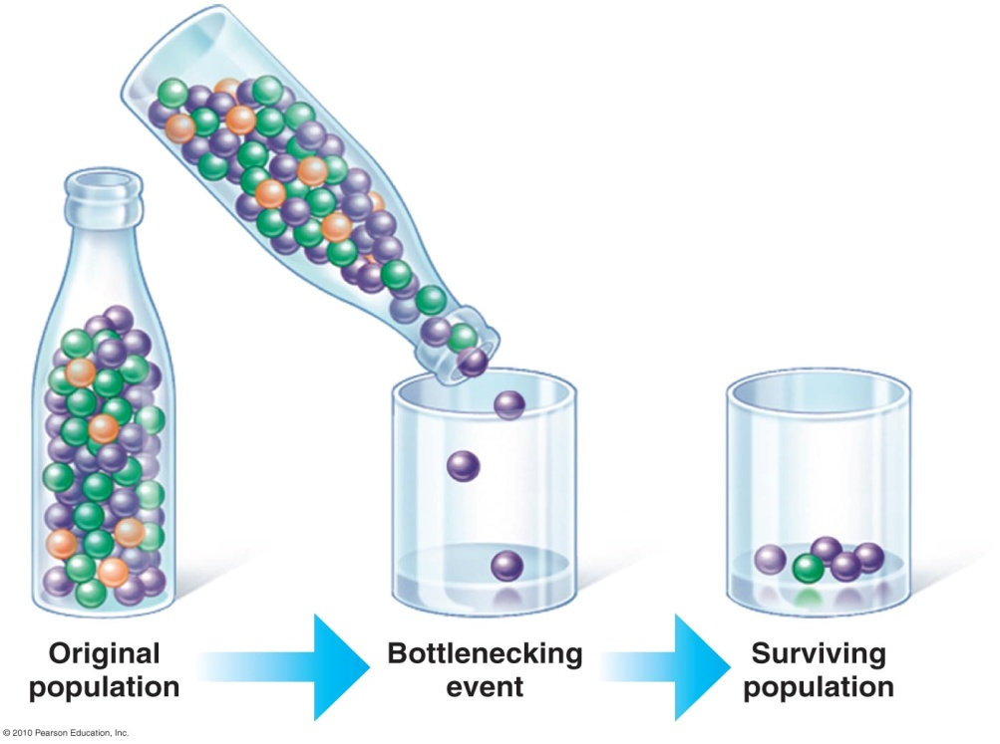 Original
population
Bottlenecking
event
Surviving
population
© 2010 Pearson Education, Inc.